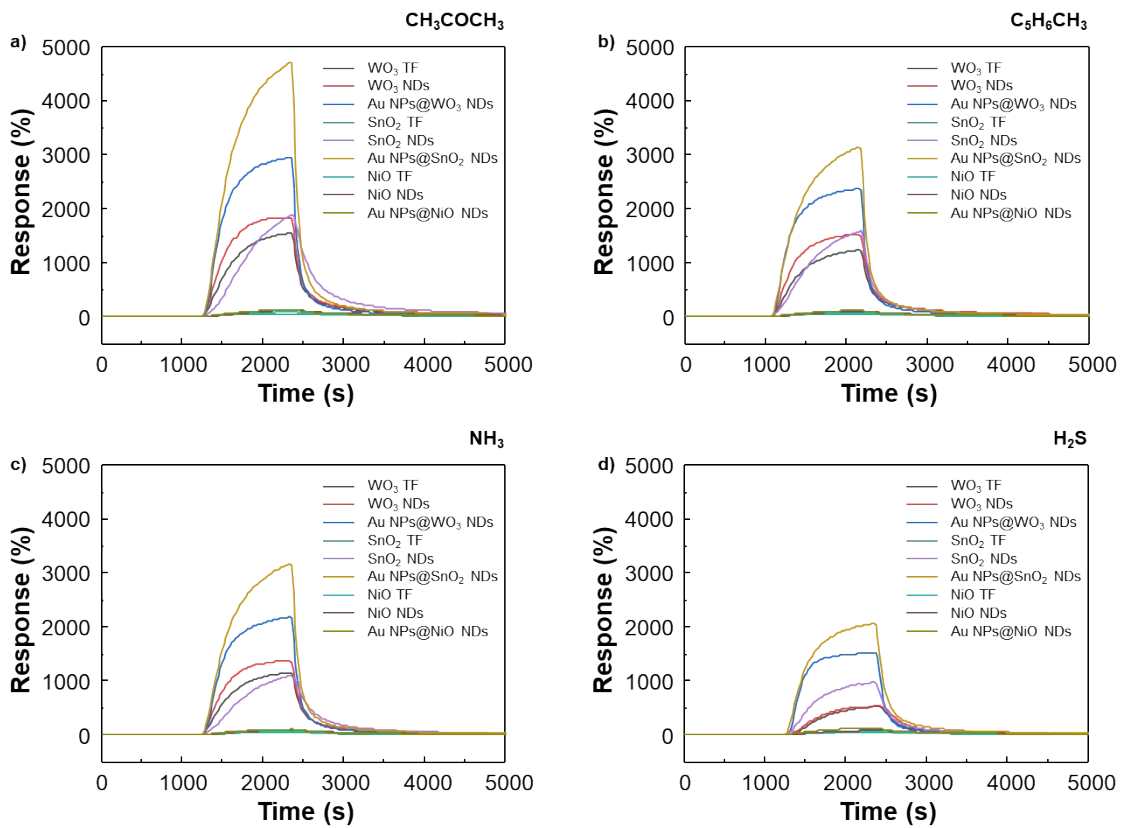 CH₃COCH₃
a)
5000
4000
3000
2000
1000
0
Response (%)
WO₃ TF
WO₃ NDs
Au NPs@WO₃ NDs
SnO₂ TF
SnO₂ NDs
Au NPs@SnO₂ NDs
NiO TF
NiO NDs
Au NPs@NiO NDs
0 1000 2000 3000 4000 5000
Time (s)
C₅H₆CH₃
b)
5000
4000
3000
2000
1000
0
Response (%)
WO₃ TF
WO₃ NDs
Au NPs@WO₃ NDs
SnO₂ TF
SnO₂ NDs
Au NPs@SnO₂ NDs
NiO TF
NiO NDs
Au NPs@NiO NDs
0 1000 2000 3000 4000 5000
Time (s)
NH₃
c)
5000
4000
3000
2000
1000
0
Response (%)
WO₃ TF
WO₃ NDs
Au NPs@WO₃ NDs
SnO₂ TF
SnO₂ NDs
Au NPs@SnO₂ NDs
NiO TF
NiO NDs
Au NPs@NiO NDs
0 1000 2000 3000 4000 5000
Time (s)
H₂S
d)
5000
4000
3000
2000
1000
0
Response (%)
WO₃ TF
WO₃ NDs
Au NPs@WO₃ NDs
SnO₂ TF
SnO₂ NDs
Au NPs@SnO₂ NDs
NiO TF
NiO NDs
Au NPs@NiO NDs
0 1000 2000 3000 4000 5000
Time (s)